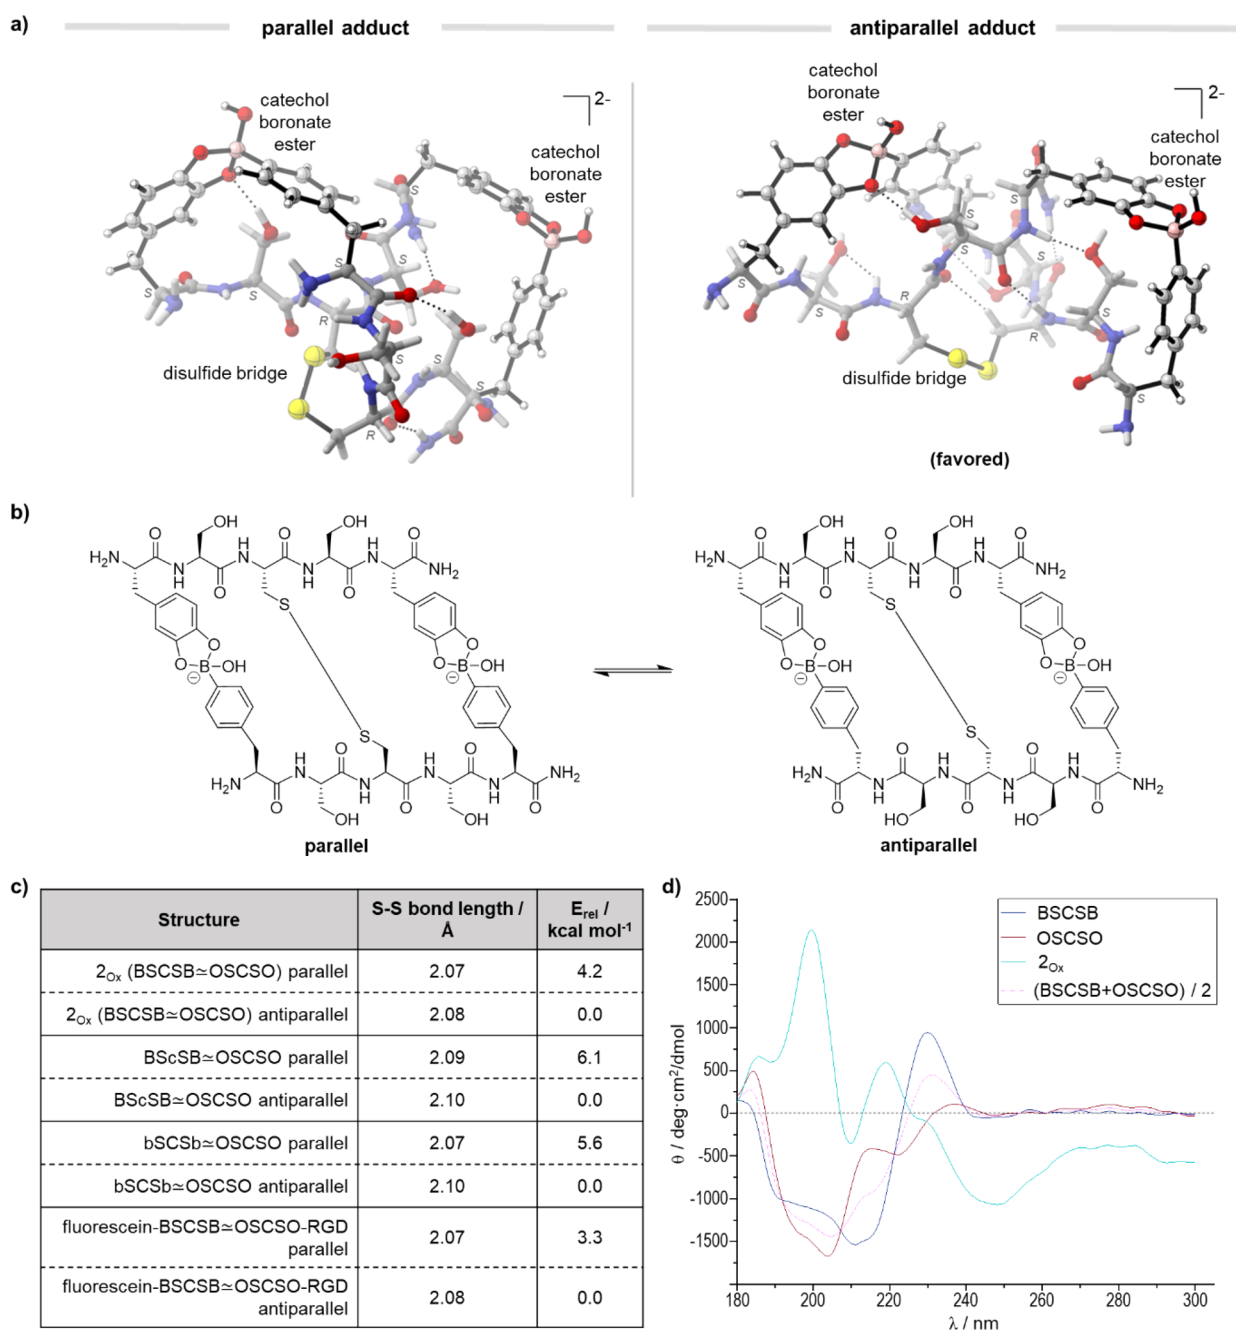 a)
parallel adduct
antiparallel adduct
catechol
boronate
ester
catechol
boronate
ester
2-
disulfide bridge
S
S
R
S
S
S
S
S
R
catechol
boronate
ester
catechol
boronate
ester
2-
disulfide bridge
S
S
R
S
S
S
R
S
S
(favored)
b)
OH
OH
O
H
N
O
H
N
O
H2N
N
H
O
N
H
O
NH2
S
O
O
B
OH
⊖
O
O
B
OH
⊖
S
H
N
O
H
N
O
NH2
H2N
O
N
H
O
N
H
O
OH
OH
parallel
OH
OH
O
H
N
O
H
N
O
H2N
N
H
O
N
H
O
NH2
S
O
O
B
OH
⊖
O
O
B
OH
⊖
S
O
H
N
O
H
N
H2N
N
H
O
N
H
O
NH2
O
HO
HO
antiparallel
c)
Structure
S-S bond length / Å
Erel / kcal mol-1
2Ox (BSCSB≃OSCSO) parallel
2.07
4.2
2Ox (BSCSB≃OSCSO) antiparallel
2.08
0.0
BScSB≃OSCSO parallel
2.09
6.1
BScSB≃OSCSO antiparallel
2.10
0.0
bSCSb≃OSCSO parallel
2.07
5.6
bSCSb≃OSCSO antiparallel
2.10
0.0
fluorescein-BSCSB≃OSCSO-RGD
parallel
2.07
3.3
fluorescein-BSCSB≃OSCSO-RGD
antiparallel
2.08
0.0
d)
2500
2000
1500
1000
500
0
-500
-1000
-1500
θ / deg·cm²/dmol
BSCSB
OSCSO
2Ox
(BSCSB+OSCSO) / 2
180 200 220 240 260 280 300
λ / nm